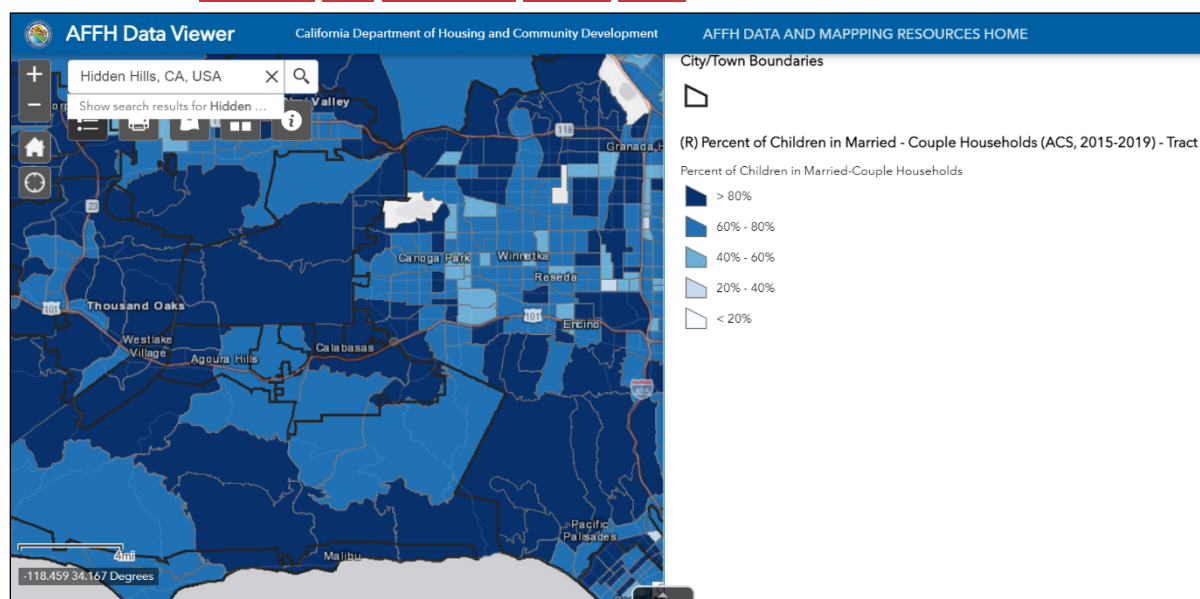 AFFH Data Viewer
California Department of Housing and Community Development
AFFH DATA AND MAPPPING RESOURCES HOME
Hidden Hills, CA, USA
Show search results for Hidden ...
Valley
118
Granada H
23
Canoga Park
Winnetka
Reseda
101
Thousand Oaks
101
Encino
Westlake
Village
Agoura Hills
Calabasas
405
Pacific
Palisades
Malibu
4mi
-118.459 34.167 Degrees
City/Town Boundaries
(R) Percent of Children in Married - Couple Households (ACS, 2015-2019) - Tract
Percent of Children in Married-Couple Households
> 80%
60% - 80%
40% - 60%
20% - 40%
< 20%